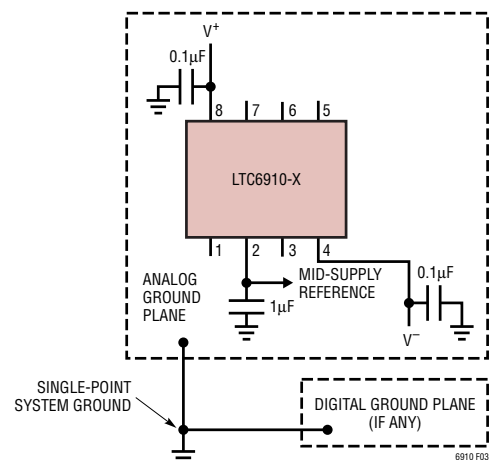 V+
0.1µF
8 7 6 5
LTC6910-X
1 2 3 4
ANALOG
GROUND
PLANE
MID-SUPPLY
REFERENCE
0.1µF
1µF
V–
SINGLE-POINT
SYSTEM GROUND
DIGITAL GROUND PLANE
(IF ANY)
6910 F03